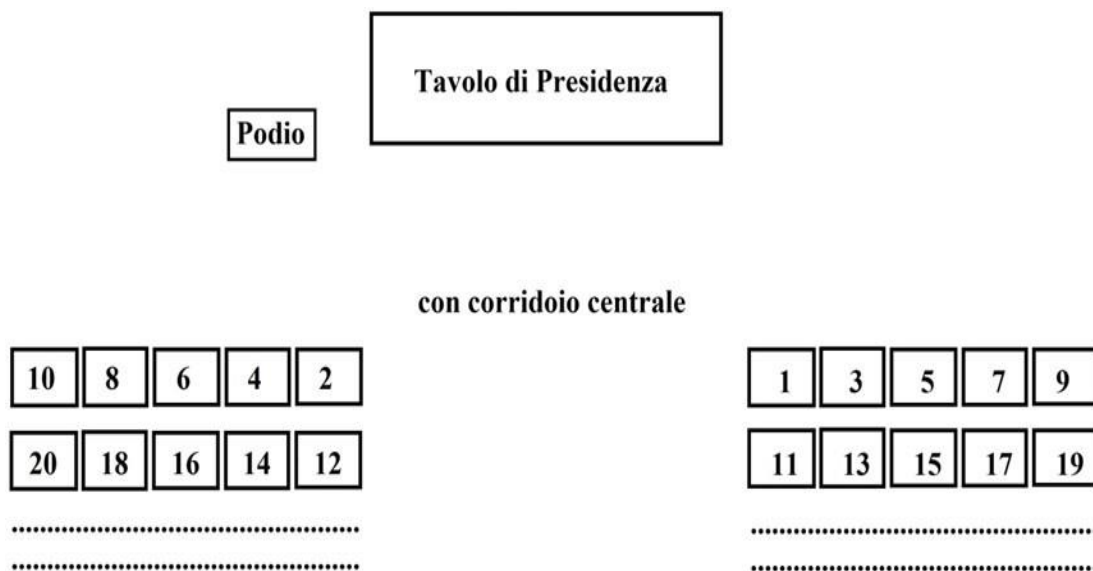 Tavolo di Presidenza
Podio
con corridoio centrale
10 8 6 4 2 1 3 5 7 9
20 18 16 14 12 11 13 15 17 19